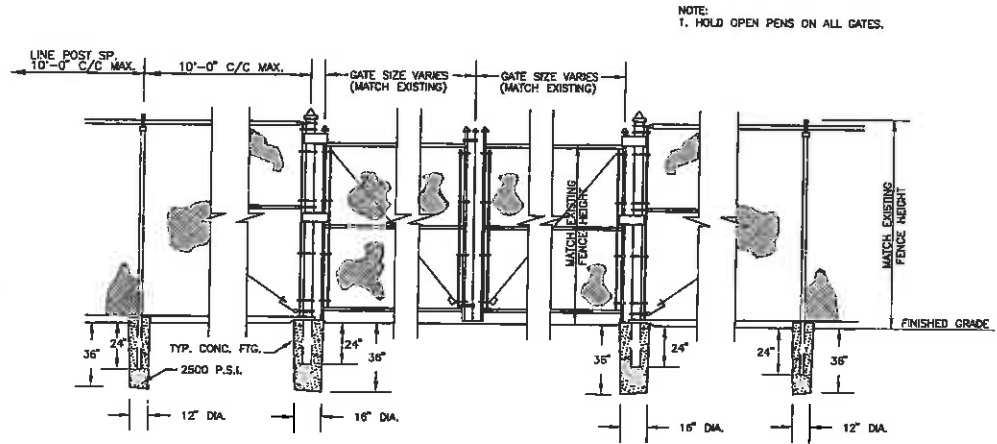 NOTE:
1. HOLD OPEN PENS ON ALL GATES.
LINE POST SP.
10'-0" C/C MAX.
10'-0" C/C MAX.
GATE SIZE VARIES
(MATCH EXISTING)
GATE SIZE VARIES
(MATCH EXISTING)
MATCH EXISTING
FENCE HEIGHT
MATCH EXISTING
FENCE HEIGHT
FINISHED GRADE
36"
24"
TYP. CONC. FTG.
2500 P.S.I.
24"
36"
36"
24"
24"
36"
12" DIA.
16" DIA.
16" DIA.
12" DIA.